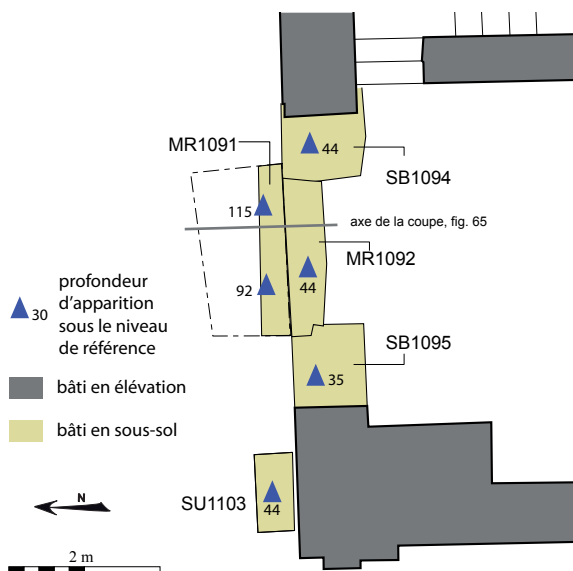 MR1091
44
SB1094
115
axe de la coupe, fig. 65
MR1092
92
44
30
profondeur
d'apparition
sous le niveau
de référence
SB1095
35
bâti en élévation
bâti en sous-sol
N
SU1103
44
2 m